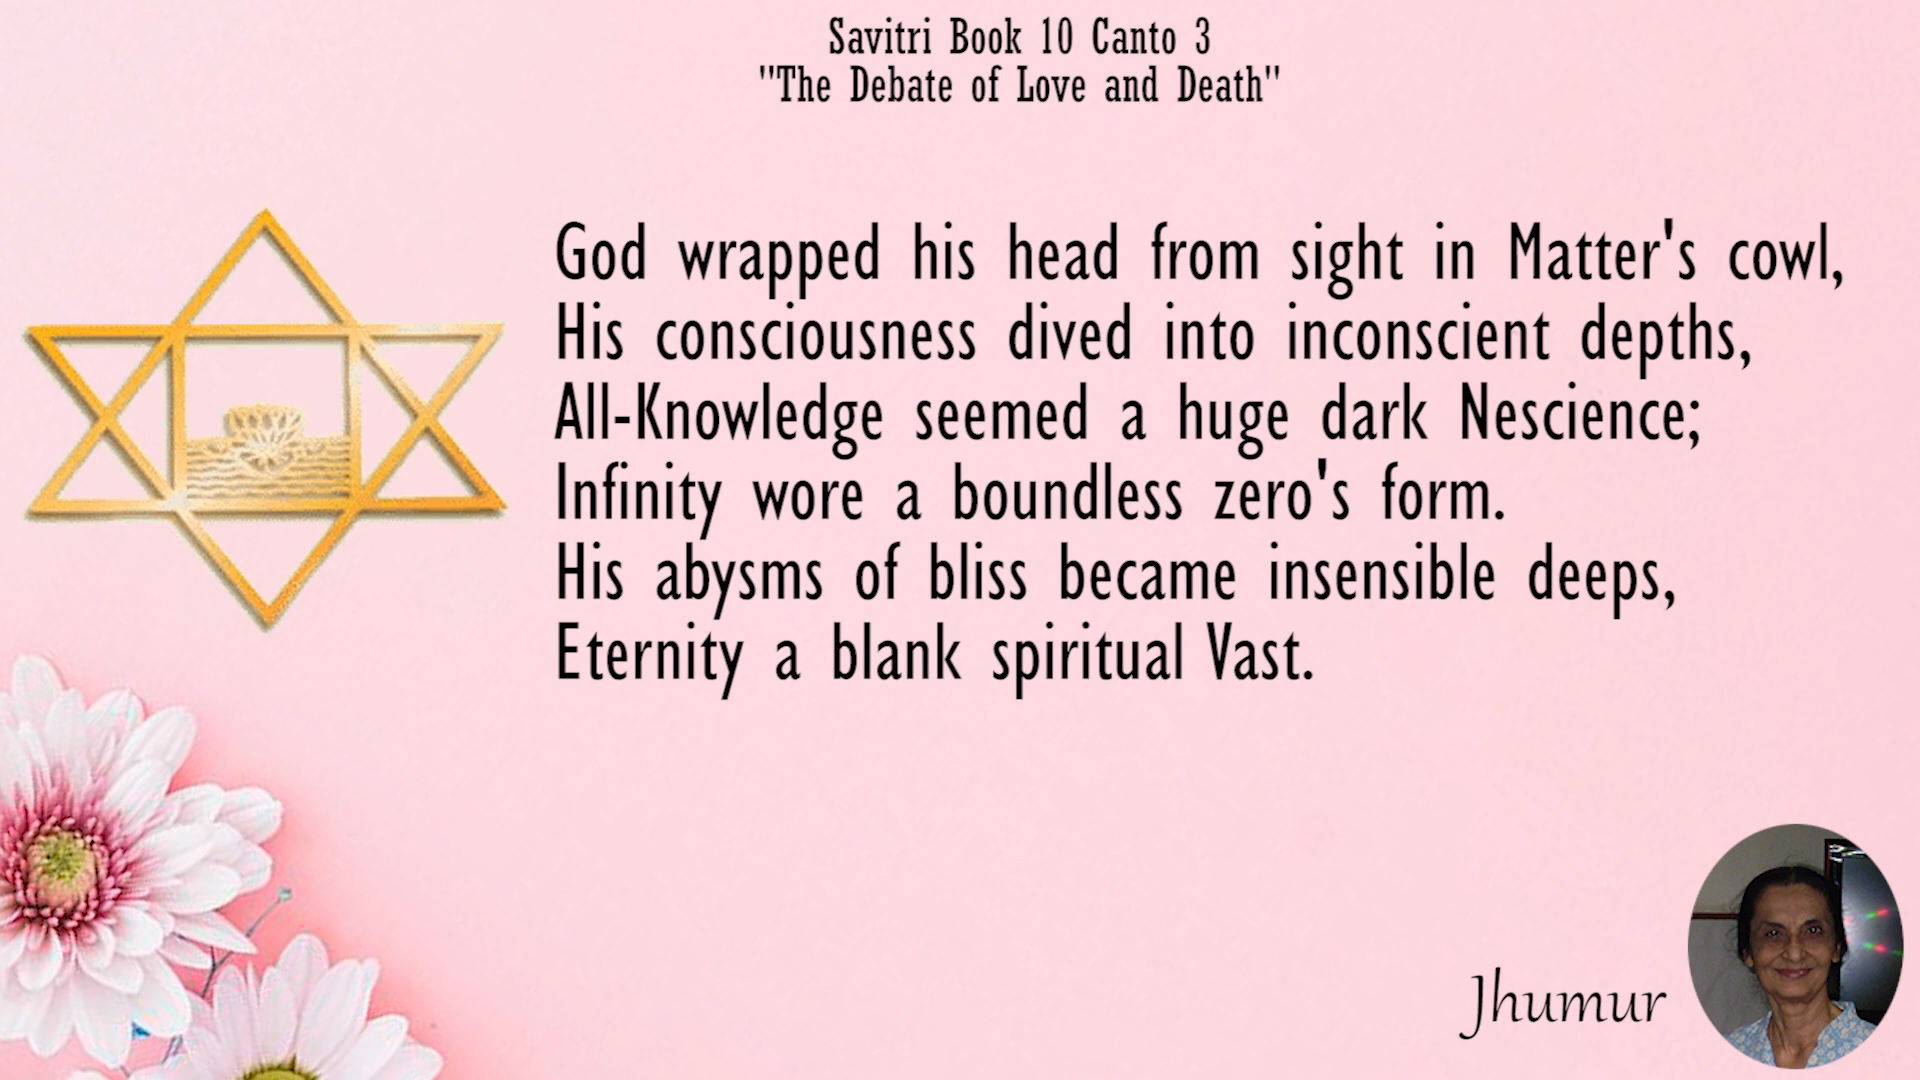 Savitri Book 10 Canto 3
"The Debate of Love and Death"
God wrapped his head from sight in Matter's cowl,
His consciousness dived into inconscient depths,
All-Knowledge seemed a huge dark Nescience;
Infinity wore a boundless zero's form.
His abysms of bliss became insensible deeps,
Eternity a blank spiritual Vast.
Jhumur